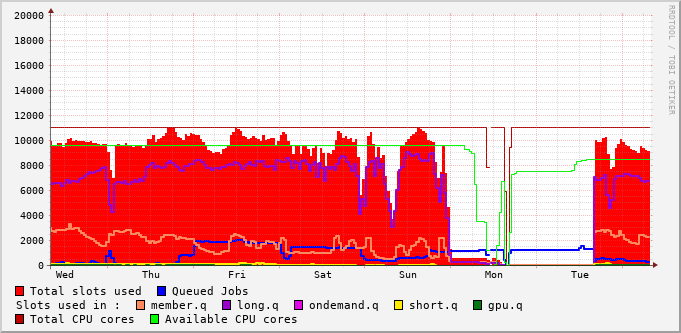 RRDTOOL / TOBI OETIKER
20000
18000
16000
14000
12000
10000
8000
6000
4000
2000
0
Wed Thu Fri Sat Sun Mon Tue
Total slots used Queued Jobs
Slots used in : member.q long.q ondemand.q short.q gpu.q
Total CPU cores Available CPU cores